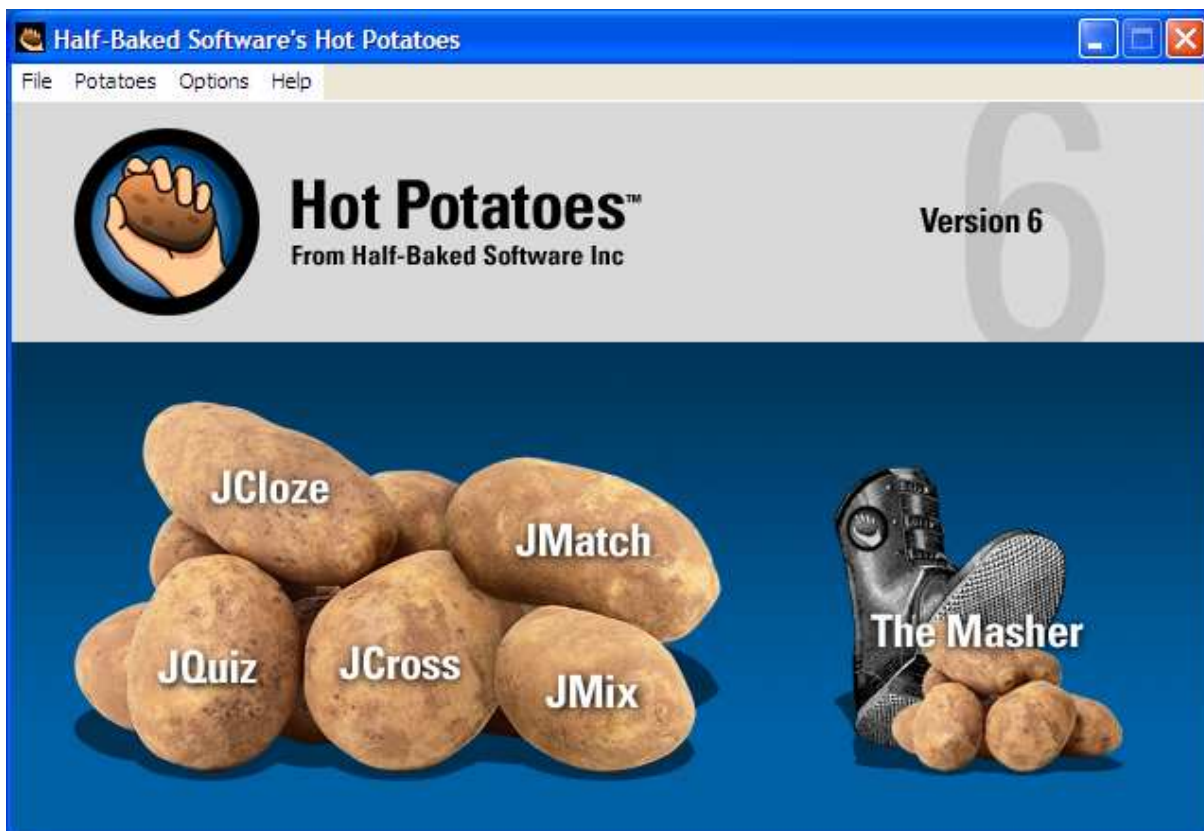 Half-Baked Software's Hot Potatoes
File Potatoes Options Help
Hot Potatoes™
From Half-Baked Software Inc
Version 6
6
JCloze
JMatch
The Masher
JQuiz
JCross
JMix